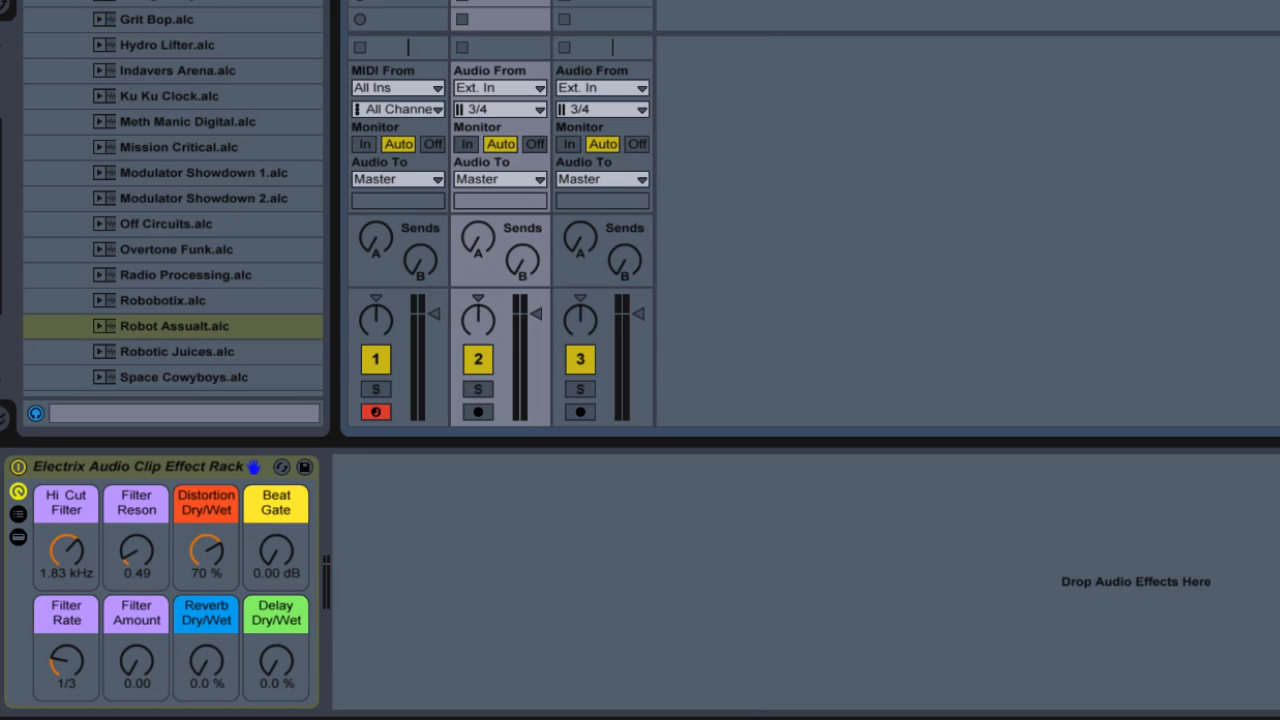 Grit Bop.alc
Hydro Lifter.alc
Indavers Arena.alc
Ku Ku Clock.alc
Meth Manic Digital.alc
Mission Critical.alc
Modulator Showdown 1.alc
Modulator Showdown 2.alc
Off Circuits.alc
Overtone Funk.alc
Radio Processing.alc
Robobotix.alc
Robot Assualt.alc
Robotic Juices.alc
Space Cowyboys.alc
MIDI From Audio From Audio From
All Ins Ext. In Ext. In
All Channe 3/4 3/4
Monitor Monitor Monitor
In Auto Off In Auto Off In Auto Off
Audio To Audio To Audio To
Master Master Master
Sends Sends Sends
A B A B A B
1 2 3
S S S
Electrix Audio Clip Effect Rack
Hi Cut Filter Distortion Beat
Filter Reson Dry/Wet Gate
1.83 kHz 0.49 70 % 0.00 dB
Filter Filter Reverb Delay
Rate Amount Dry/Wet Dry/Wet
1/3 0.00 0.0 % 0.0 %
Drop Audio Effects Here